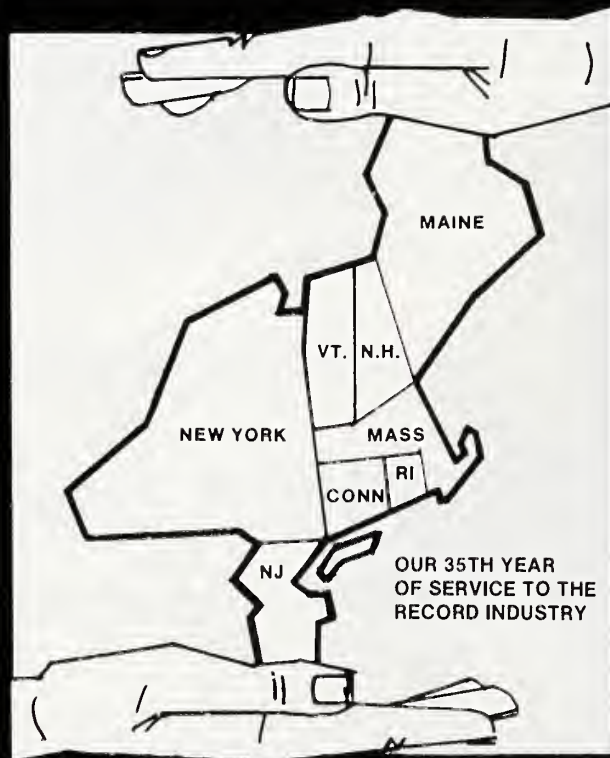 MAINE
VT.
N.H.
NEW YORK
MASS
RI
CONN
NJ
OUR 35TH YEAR
OF SERVICE TO THE
RECORD INDUSTRY